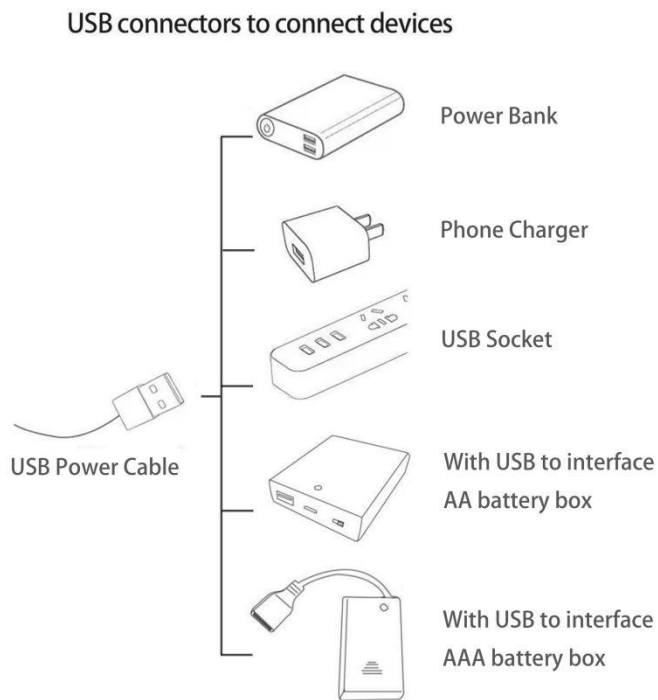 USB connectors to connect devices
Power Bank
Phone Charger
USB Socket
USB Power Cable
With USB to interface
AA battery box
With USB to interface
AAA battery box